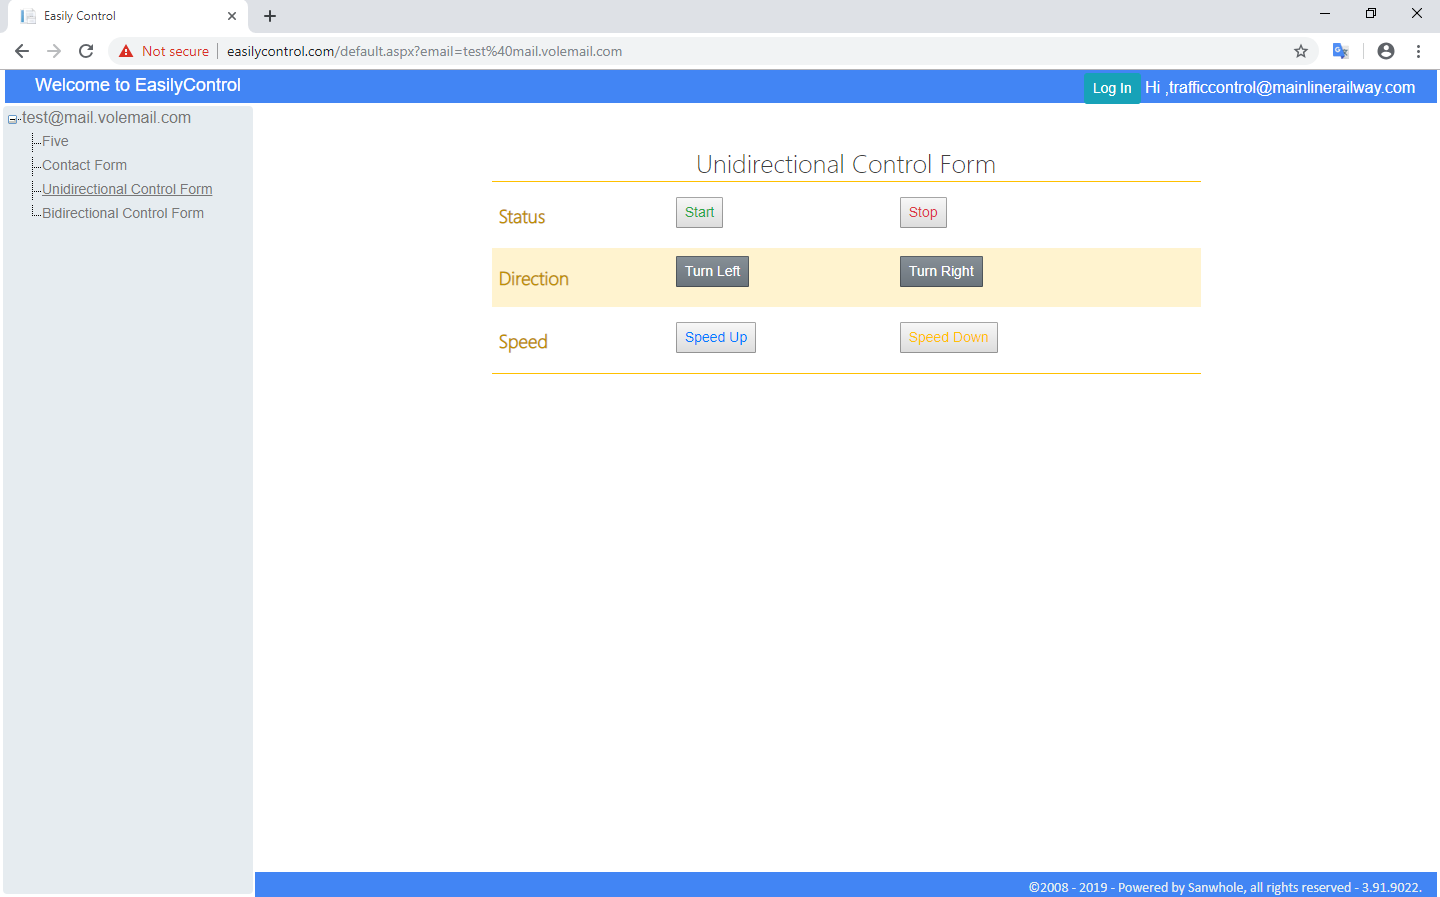 Easily Control
Not secure
easilycontrol.com/default.aspx?email=test%40mail.volemail.com
Welcome to EasilyControl
Log In
Hi ,trafficcontrol@mainlinerailway.com
test@mail.volemail.com
Five
Contact Form
Unidirectional Control Form
Bidirectional Control Form
Unidirectional Control Form
Status Start Stop
Direction Turn Left Turn Right
Speed Speed Up Speed Down
©2008 - 2019 - Powered by Sanwhole, all rights reserved - 3.91.9022.